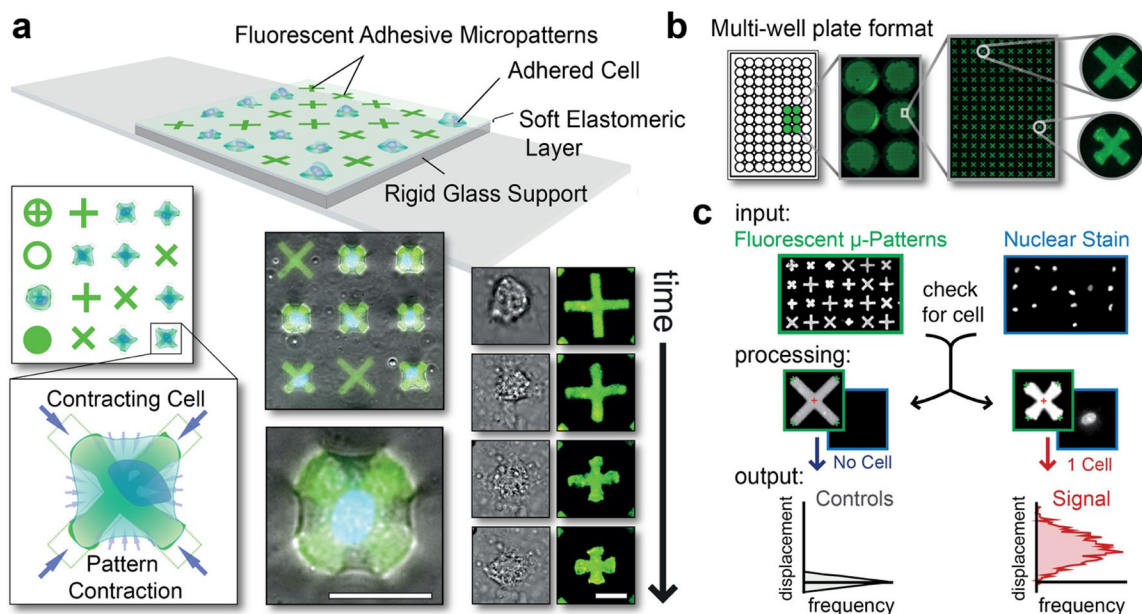 a
Fluorescent Adhesive Micropatterns
Adhered Cell
Soft Elastomeric
Layer
Rigid Glass Support
Contracting Cell
Pattern
Contraction
time
b
Multi-well plate format
c
input:
Fluorescent μ-Patterns
Nuclear Stain
check
for cell
processing:
No Cell
1 Cell
output:
Controls
Signal
displacement
frequency
displacement
frequency